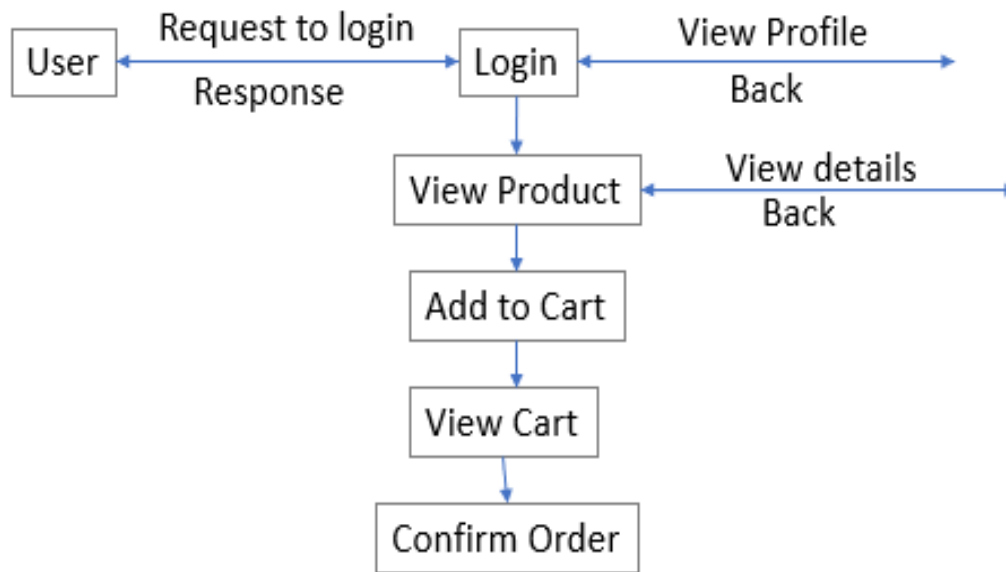 Request to login
View Profile
User
Login
Response
Back
View Product
View details
Back
Add to Cart
View Cart
Confirm Order